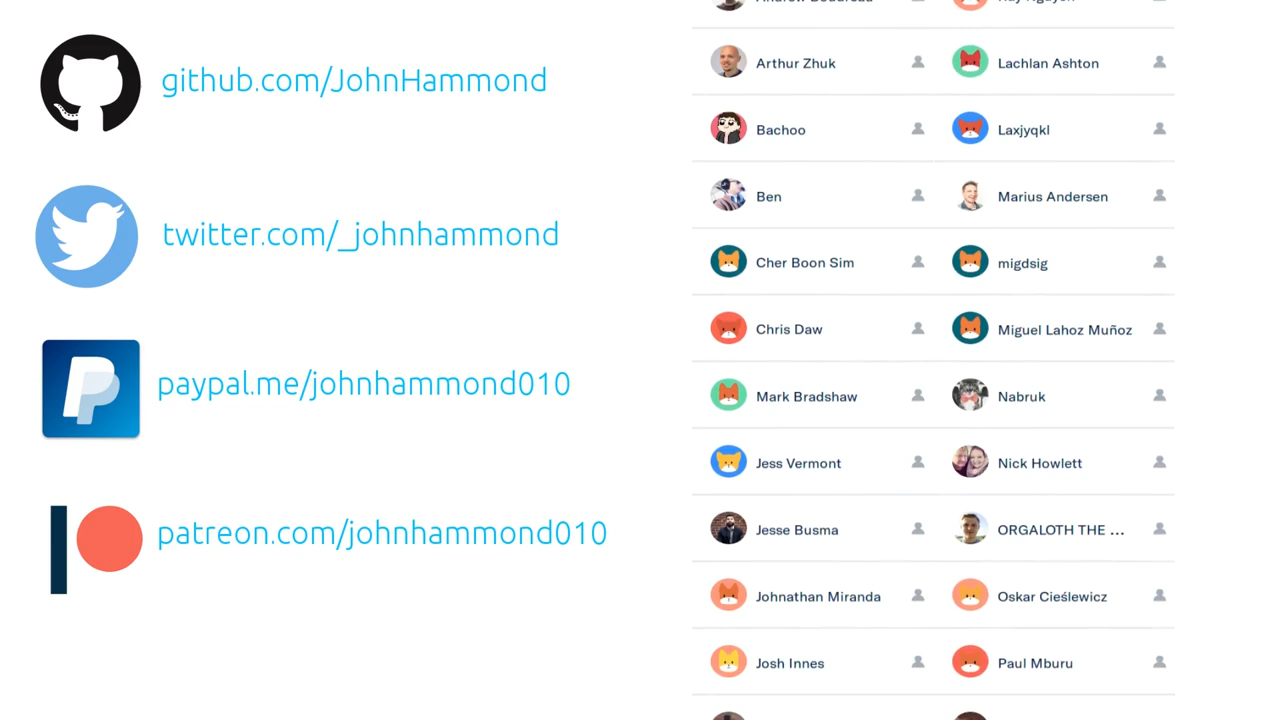 github.com/JohnHammond
twitter.com/_johnhammond
paypal.me/johnhammond010
patreon.com/johnhammond010
Arthur Zhuk
Bachoo
Ben
Cher Boon Sim
Chris Daw
Mark Bradshaw
Jess Vermont
Jesse Busma
Johnathan Miranda
Josh Innes
Lachlan Ashton
Laxjyqkl
Marius Andersen
migdsig
Miguel Lahoz Muñoz
Nabruk
Nick Howlett
ORGALOTH THE ...
Oskar Cieślewicz
Paul Mburu